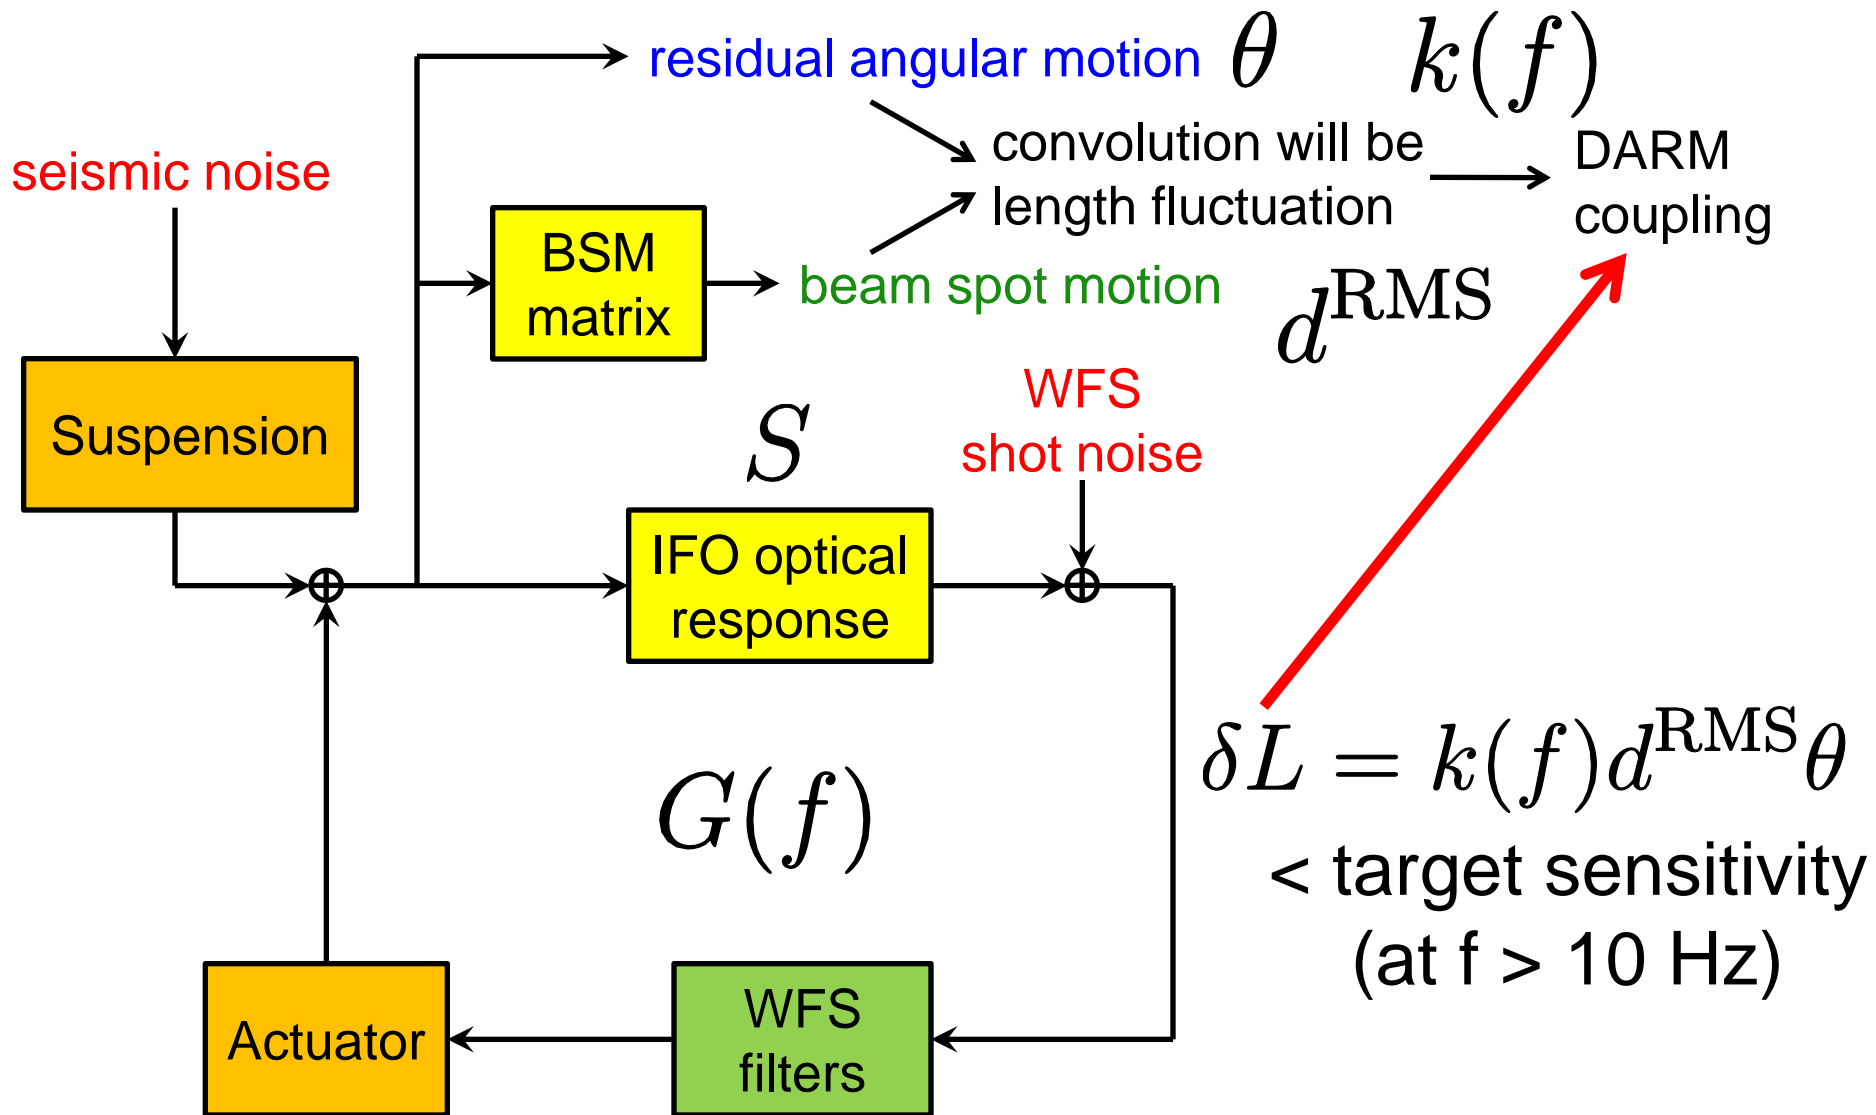 residual angular motion θ
k(f)
seismic noise
convolution will be
length fluctuation
DARM
coupling
BSM
matrix
beam spot motion
d^RMS
Suspension
S
WFS
shot noise
IFO optical
response
δL = k(f)d^RMSθ
G(f)
< target sensitivity
(at f > 10 Hz)
Actuator
WFS
filters